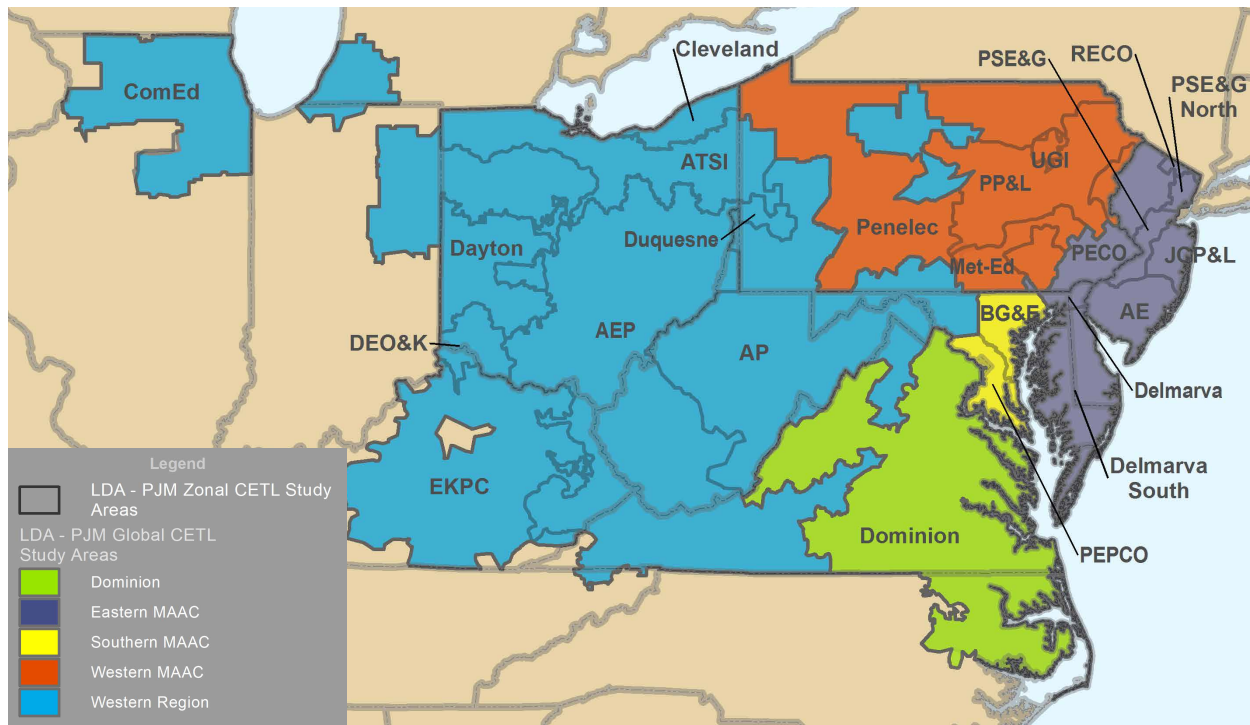 Cleveland
PSE&G
RECO
PSE&G
North
ComEd
ATSI
UGI
PP&L
Penelec
Duquesne
Dayton
PECO
JCP&L
Met-Ed
BG&E
AE
AEP
DEO&K
AP
Delmarva
Delmarva
South
EKPC
Dominion
PEPCO
Legend
LDA - PJM Zonal CETL Study
Areas
LDA - PJM Global CETL
Study Areas
Dominion
Eastern MAAC
Southern MAAC
Western MAAC
Western Region